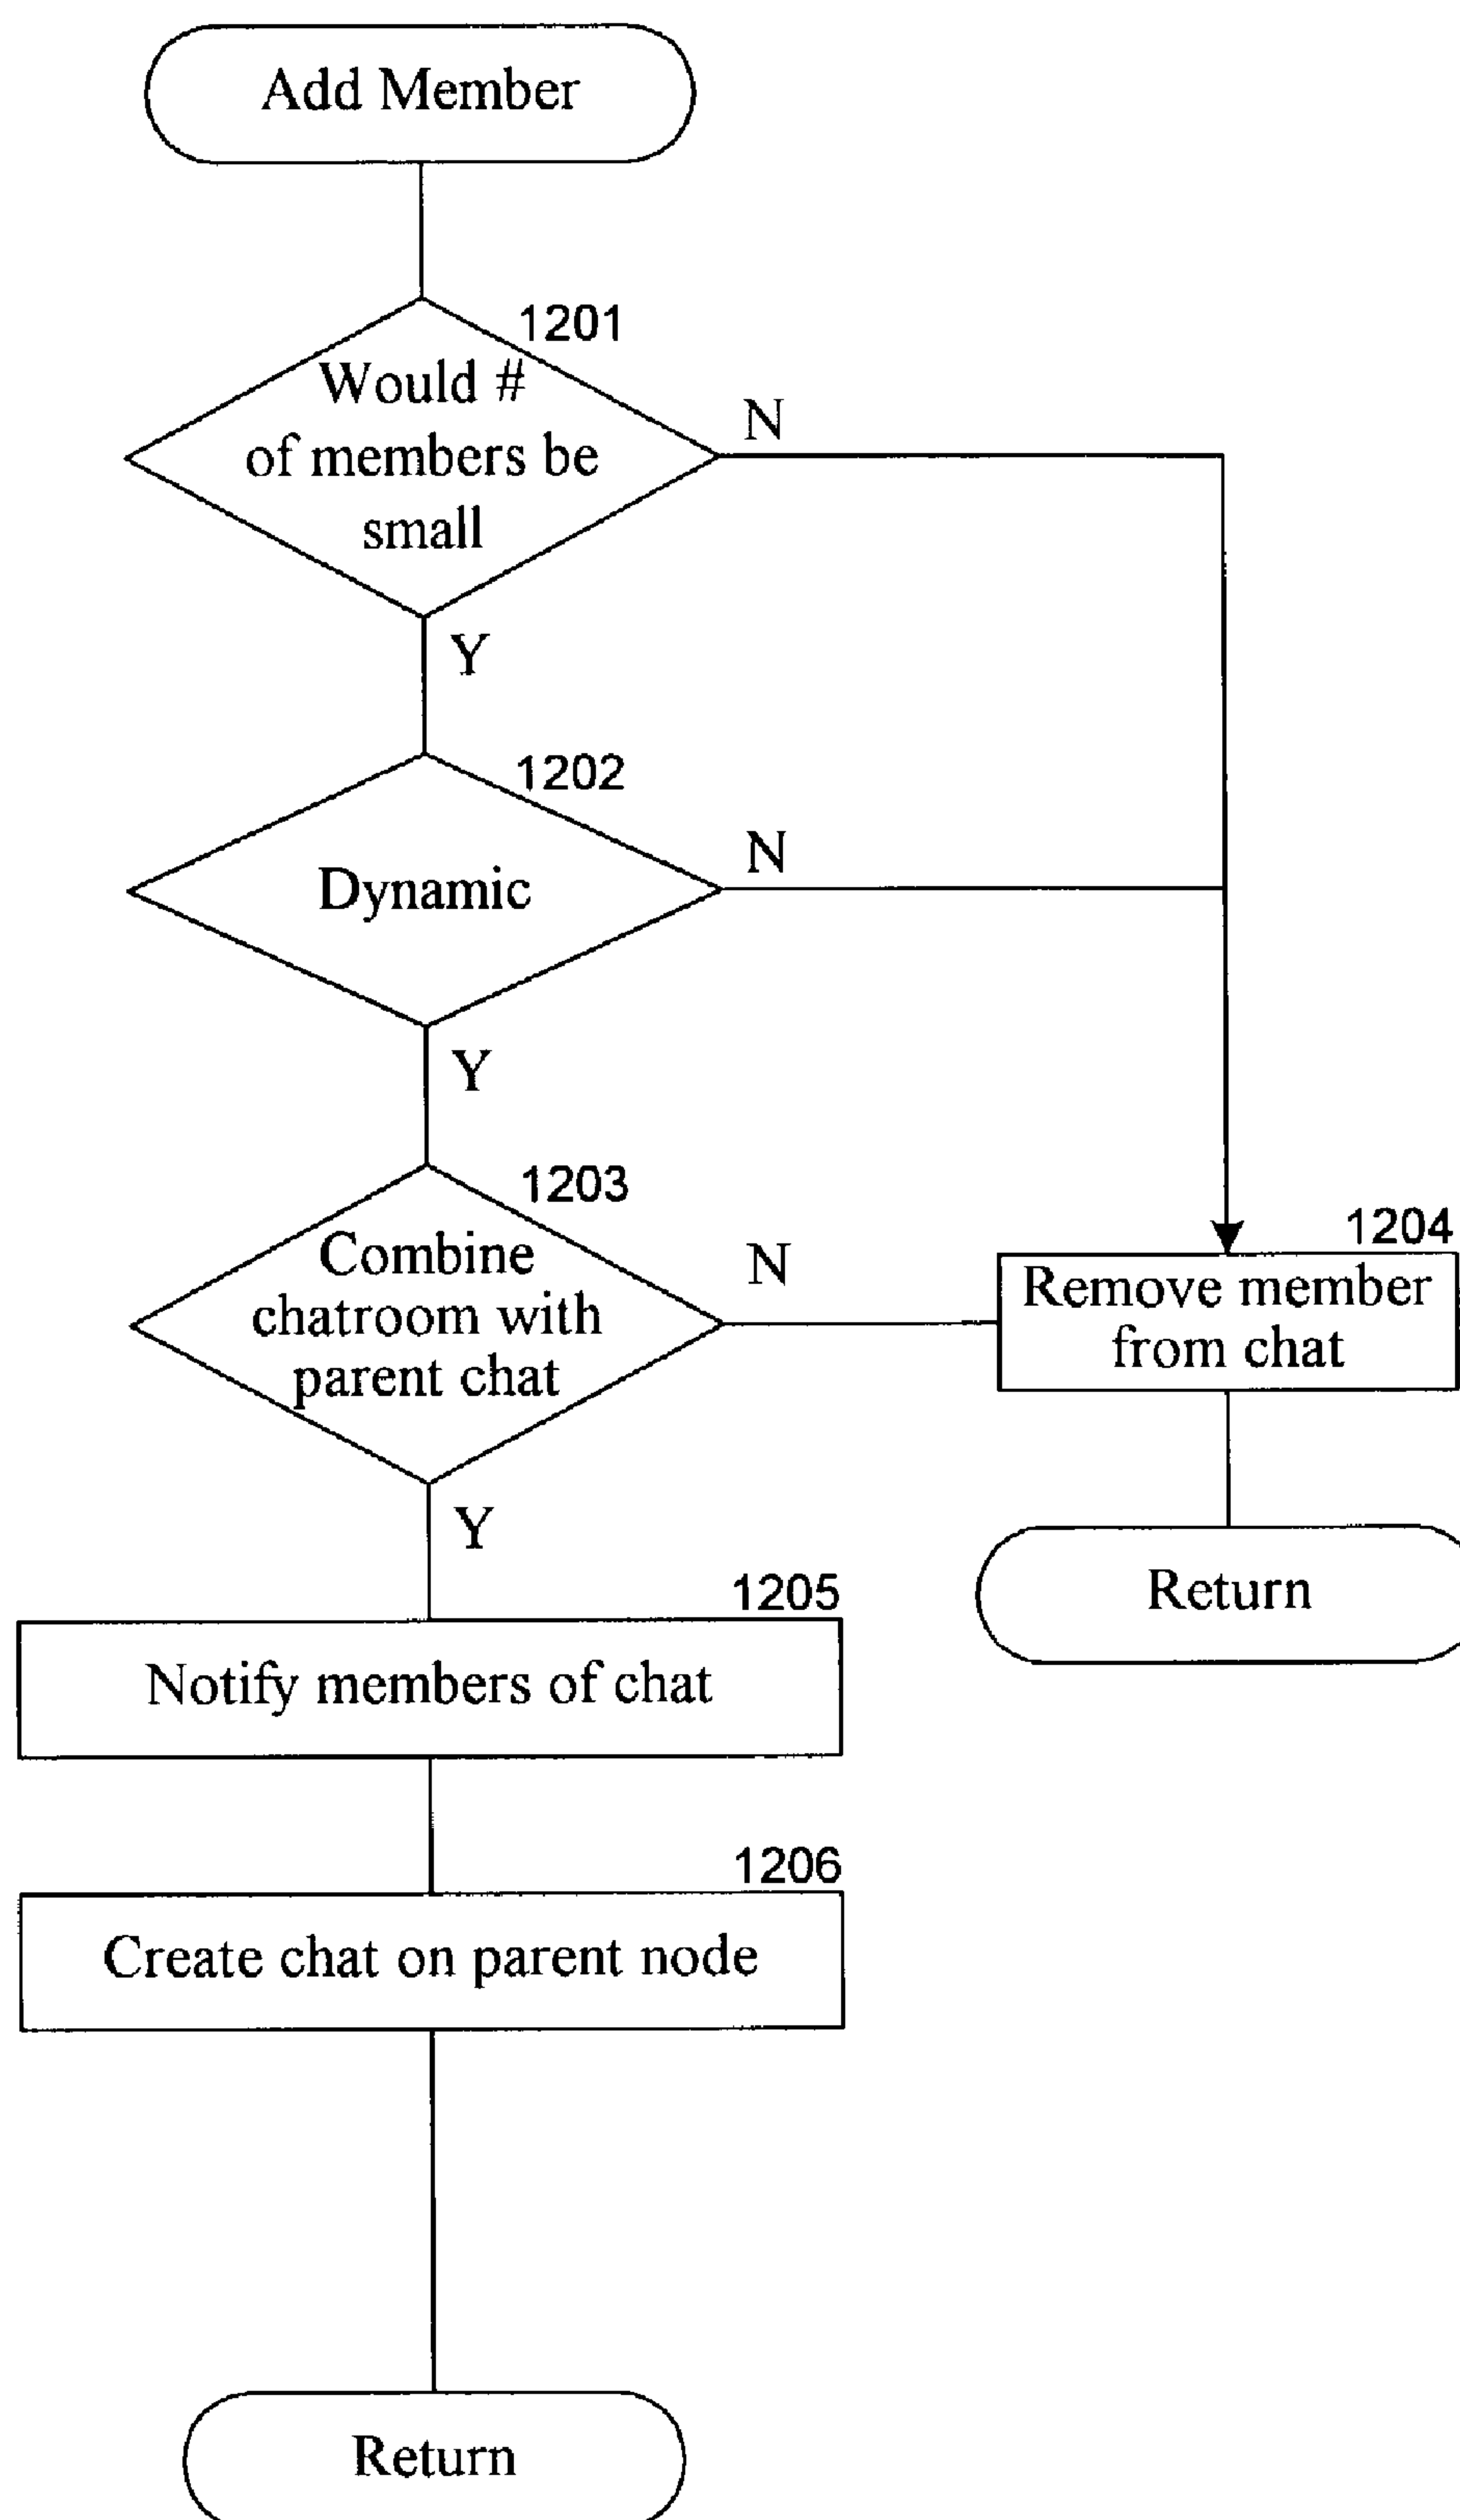 Add Member
1201
Would #
of members be
small
N
Y
1202
Dynamic
N
Y
1203
Combine
chatroom with
parent chat
N
1204
Remove member
from chat
Y
Return
1205
Notify members of chat
1206
Create chat on parent node
Return